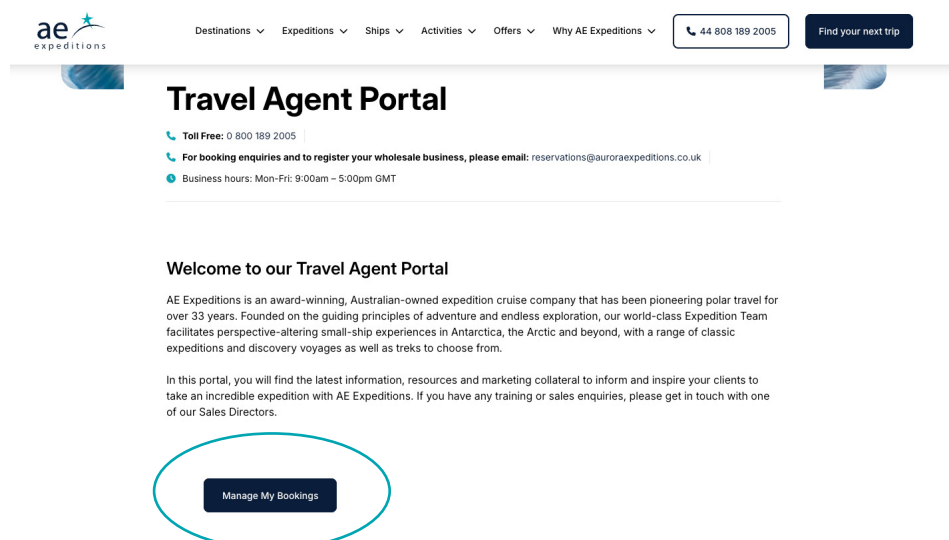 ae
expeditions
Destinations
Expeditions
Ships
Activities
Offers
Why AE Expeditions
44 808 189 2005
Find your next trip
Travel Agent Portal
Toll Free: 0 800 189 2005
For booking enquiries and to register your wholesale business, please email: reservations@auroraexpeditions.co.uk
Business hours: Mon-Fri: 9:00am – 5:00pm GMT
Welcome to our Travel Agent Portal
AE Expeditions is an award-winning, Australian-owned expedition cruise company that has been pioneering polar travel for
over 33 years. Founded on the guiding principles of adventure and endless exploration, our world-class Expedition Team
facilitates perspective-altering small-ship experiences in Antarctica, the Arctic and beyond, with a range of classic
expeditions and discovery voyages as well as treks to choose from.
In this portal, you will find the latest information, resources and marketing collateral to inform and inspire your clients to
take an incredible expedition with AE Expeditions. If you have any training or sales enquiries, please get in touch with one
of our Sales Directors.
Manage My Bookings